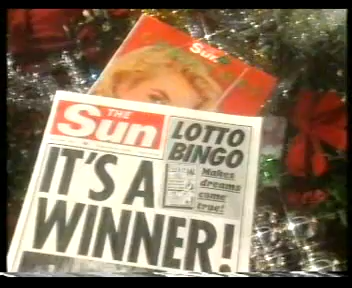 Sun
THE
Sun
LOTTO
BINGO
Makes
dreams
come
true!
IT'S A
WINNER!